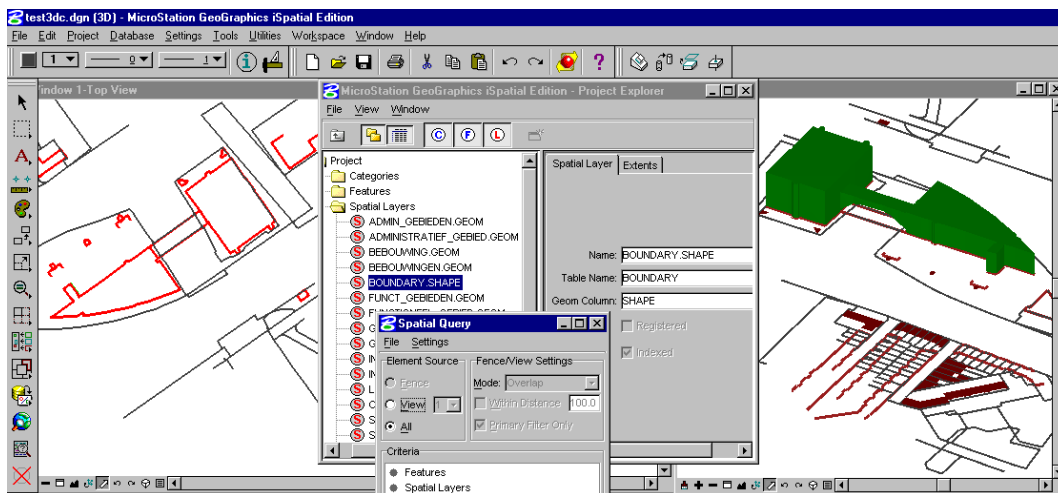 test3dc.dgn (3D) - MicroStation GeoGraphics iSpatial Edition
File Edit Project Database Settings Tools Utilities Workspace Window Help
1 0 1
indow 1-Top View
MicroStation GeoGraphics iSpatial Edition - Project Explorer
File View Window
C F L
Project
Categories
Features
Spatial Layers
S ADMIN_GEBIEDEN.GEOM
S ADMINISTRATIEF_GEBIED.GEOM
S BEBOUWING.GEOM
S BEBOUWINGEN.GEOM
S BOUNDARY.SHAPE
S FUNCT_GEBIEDEN.GEOM
Spatial Layer Extents
Name: BOUNDARY.SHAPE
Table Name: BOUNDARY
Geom Column: SHAPE
Registered
Indexed
Spatial Query
File Settings
Element Source
Fence
View 1
All
Fence/View Settings
Mode: Overlap
Within Distance: 100.0
Primary Filter Only
Criteria
Features
Spatial Layers